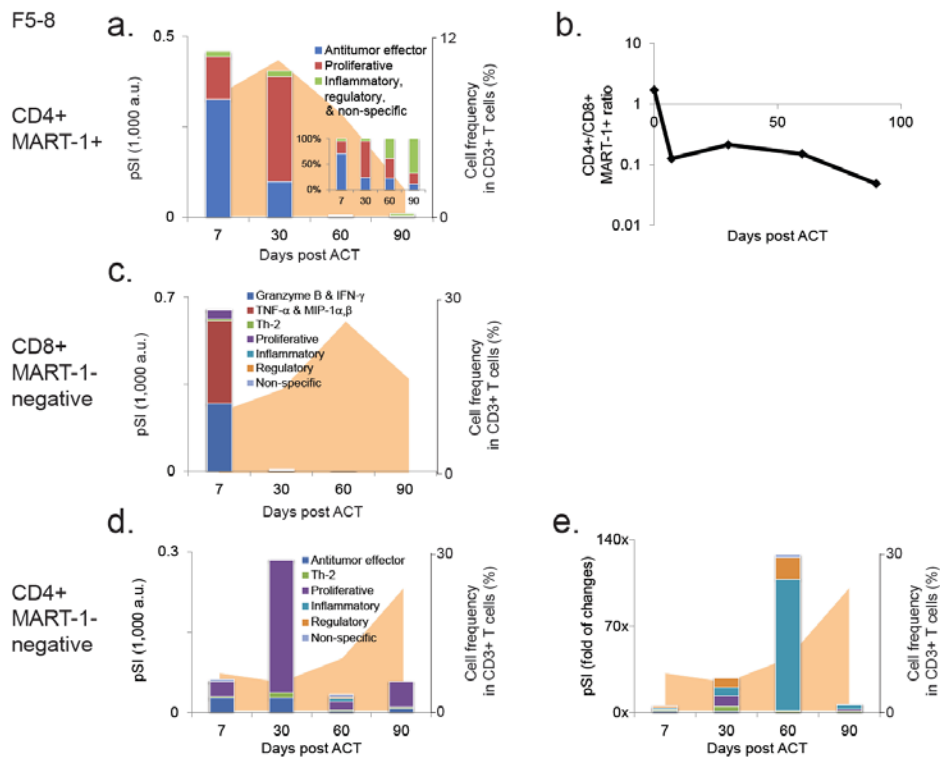 F5-8
a.
0.5
12
Antitumor effector
Proliferative
Inflammatory,
regulatory,
& non-specific
CD4+
MART-1+
pSI (1,000 a.u.)
Cell frequency
in CD3+ T cells (%)
100%
50%
0%
7 30 60 90
0
0
7 30 60 90
Days post ACT
b.
10
1
0.1
0.01
0 50 100
CD4+/CD8+
MART-1+ ratio
Days post ACT
c.
0.7
30
Granzyme B & IFN-γ
TNF-α & MIP-1α,β
Th-2
Proliferative
Inflammatory
Regulatory
Non-specific
CD8+
MART-1-
negative
pSI (1,000 a.u.)
Cell frequency
in CD3+ T cells (%)
0
0
7 30 60 90
Days post ACT
d.
0.3
30
Antitumor effector
Th-2
Proliferative
Inflammatory
Regulatory
Non-specific
CD4+
MART-1-
negative
pSI (1,000 a.u.)
Cell frequency
in CD3+ T cells (%)
0
0
7 30 60 90
Days post ACT
e.
140x
70x
0x
30
0
pSI (fold of changes)
Cell frequency
in CD3+ T cells (%)
7 30 60 90
Days post ACT